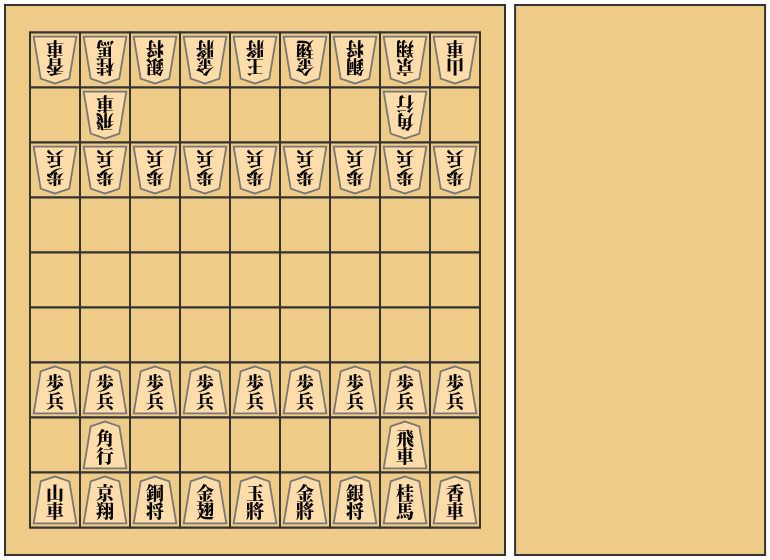 香車 桂馬 銀将 金將 王將 金翅 銅将 京翔 山車
飛車 角行
歩兵 歩兵 歩兵 歩兵 歩兵 歩兵 歩兵 歩兵 歩兵
歩兵 歩兵 歩兵 歩兵 歩兵 歩兵 歩兵 歩兵 歩兵
角行 飛車
山車 京翔 銅将 金翅 玉將 金將 銀将 桂馬 香車